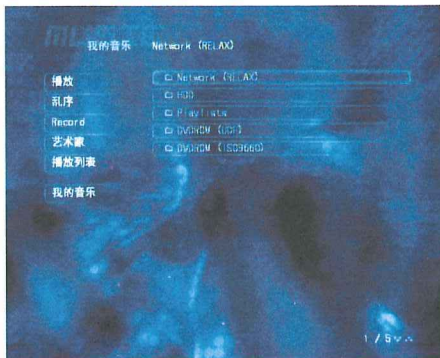 我的音乐 Network (RELAX)
播放
乱序
Record
艺术家
播放列表
我的音乐
Network (RELAX)
HDD
Playlists
DVDROM (UDF)
DVDROM (ISO9660)
1 / 5